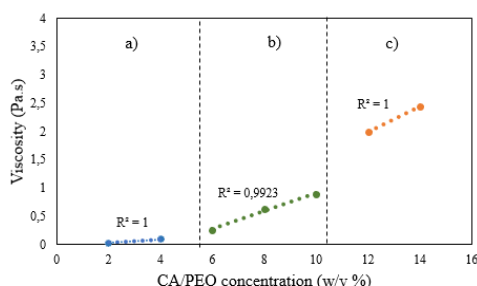 4
3,5
3
2,5
2
1,5
1
0,5
0
a)
b)
c)
R² = 1
R² = 0,9923
R² = 1
0 2 4 6 8 10 12 14 16
Viscosity (Pa.s)
CA/PEO concentration (w/v %)